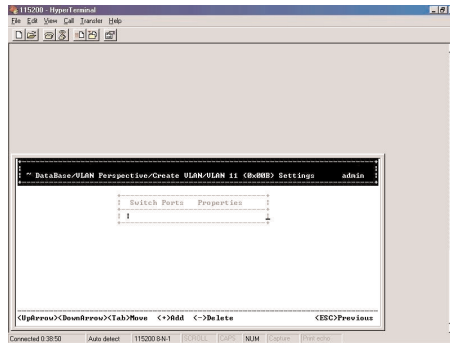 115200 - HyperTerminal
File Edit View Call Transfer Help
~ DataBase/VLAN Perspective/Create VLAN/VLAN 11 (0x00B) Settings admin
Switch Ports Properties
<UpArrow><DownArrow><Tab>Move <+>Add <->Delete <ESC>Previous
Connected 0:38:50 Auto detect 115200 8-N-1 SCROLL CAPS NUM Capture Print echo